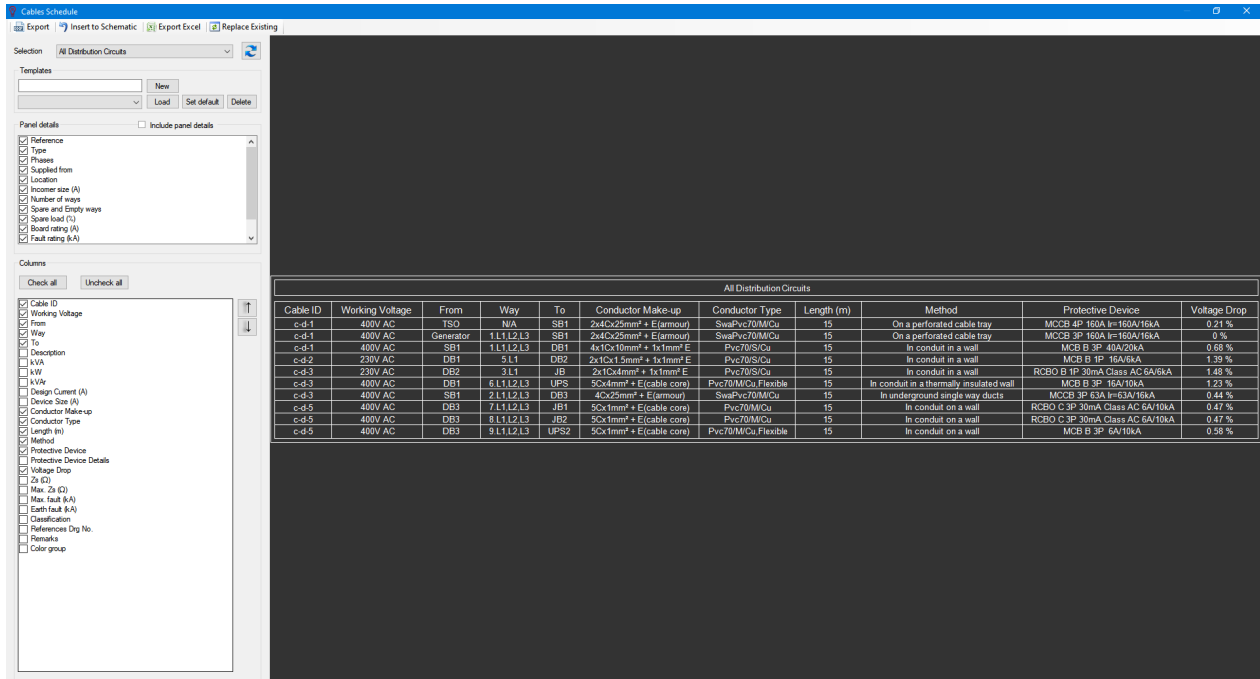 Cables Schedule
Export Insert to Schematic Export Excel Replace Existing
Selection All Distribution Circuits
Templates
New
Load Set default Delete
Panel details Include panel details
Reference
Type
Phases
Supplied from
Location
Incomer size (A)
Number of ways
Spare and Empty ways
Spare load (%)
Board rating (A)
Fault rating (kA)
Columns
Check all Uncheck all
Cable ID
Working Voltage
From
Way
To
Description
kVA
kW
kVAr
Design Current (A)
Device Size (A)
Conductor Make-up
Conductor Type
Length (m)
Method
Protective Device
Protective Device Details
Voltage Drop
Zs (Ω)
Max. Zs (Ω)
Max. fault (kA)
Earth fault (kA)
Classification
References Drg No.
Remarks
Color group
All Distribution Circuits
Cable ID Working Voltage From Way To Conductor Make-up Conductor Type Length (m) Method Protective Device Voltage Drop
c-d-1 400V AC TSO N/A SB1 2x4Cx25mm² + E(armour) SwaPvc70/M/Cu 15 On a perforated cable tray MCCB 4P 160A Ir=160A/16kA 0.21 %
c-d-1 400V AC Generator 1.L1,L2,L3 SB1 2x4Cx25mm² + E(armour) SwaPvc70/M/Cu 15 On a perforated cable tray MCCB 3P 160A Ir=160A/16kA 0 %
c-d-1 400V AC SB1 1.L1,L2,L3 DB1 4x1Cx10mm² + 1x1mm² E Pvc70/S/Cu 15 In conduit in a wall MCB B 3P 40A/20kA 0.68 %
c-d-2 230V AC DB1 5.L1 DB2 2x1Cx1.5mm² + 1x1mm² E Pvc70/S/Cu 15 In conduit in a wall MCB B 1P 16A/6kA 1.39 %
c-d-3 230V AC DB2 3.L1 JB 2x1Cx4mm² + 1x1mm² E Pvc70/S/Cu 15 In conduit in a wall RCBO B 1P 30mA Class AC 6A/6kA 1.48 %
c-d-3 400V AC DB1 6.L1,L2,L3 UPS 5Cx4mm² + E(cable core) Pvc70/M/Cu,Flexible 15 In conduit in a thermally insulated wall MCB B 3P 16A/10kA 1.23 %
c-d-3 400V AC SB1 2.L1,L2,L3 DB3 4Cx25mm² + E(armour) SwaPvc70/M/Cu 15 In underground single way ducts MCCB 3P 63A Ir=63A/16kA 0.44 %
c-d-5 400V AC DB3 7.L1,L2,L3 JB1 5Cx1mm² + E(cable core) Pvc70/M/Cu 15 In conduit on a wall RCBO C 3P 30mA Class AC 6A/10kA 0.47 %
c-d-5 400V AC DB3 8.L1,L2,L3 JB2 5Cx1mm² + E(cable core) Pvc70/M/Cu 15 In conduit on a wall RCBO C 3P 30mA Class AC 6A/10kA 0.47 %
c-d-5 400V AC DB3 9.L1,L2,L3 UPS2 5Cx1mm² + E(cable core) Pvc70/M/Cu,Flexible 15 In conduit on a wall MCB B 3P 6A/10kA 0.58 %